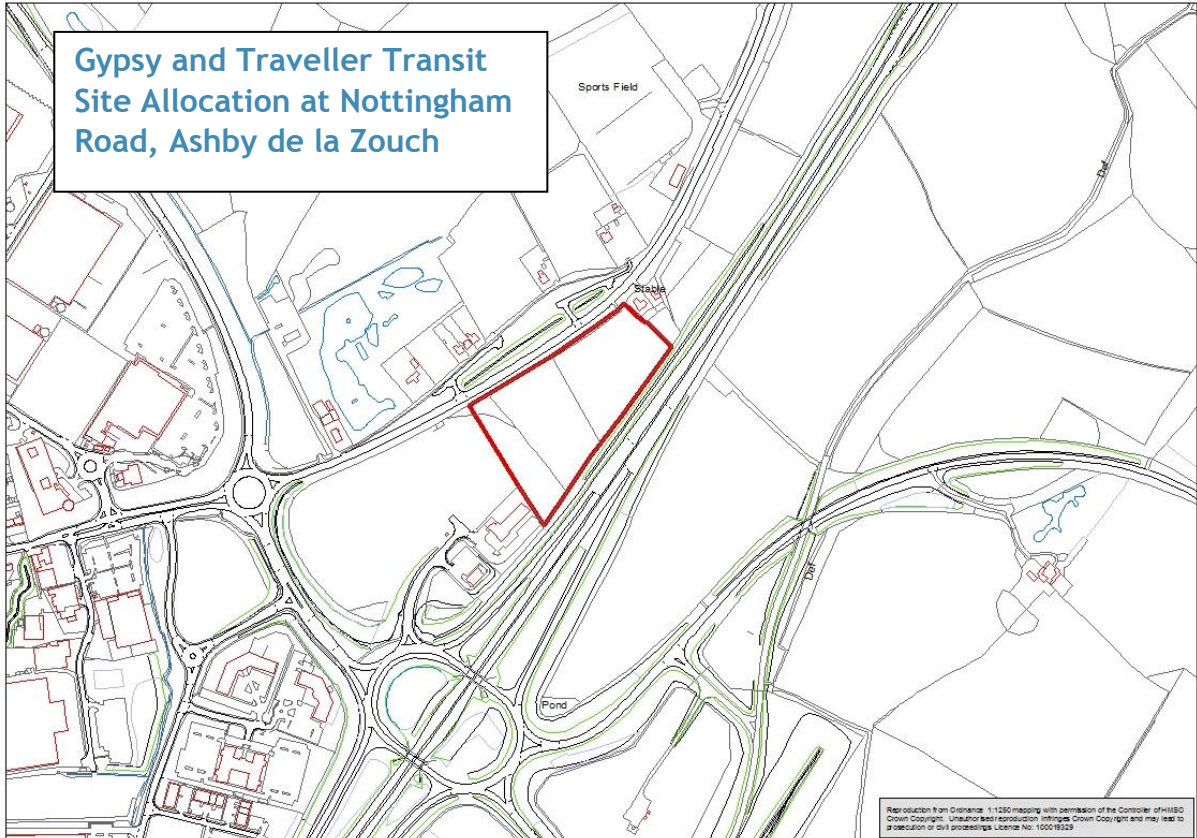 Gypsy and Traveller Transit
Site Allocation at Nottingham
Road, Ashby de la Zouch
Sports Field
Def
Stable
Def
Pond
Reproduction from Ordnance 1:1250 mapping with permission of the Controller of HMSO
Crown Copyright. Unauthorised reproduction infringes Crown Copyright and may lead to
prosecution or civil proceedings Licence No: 100019329